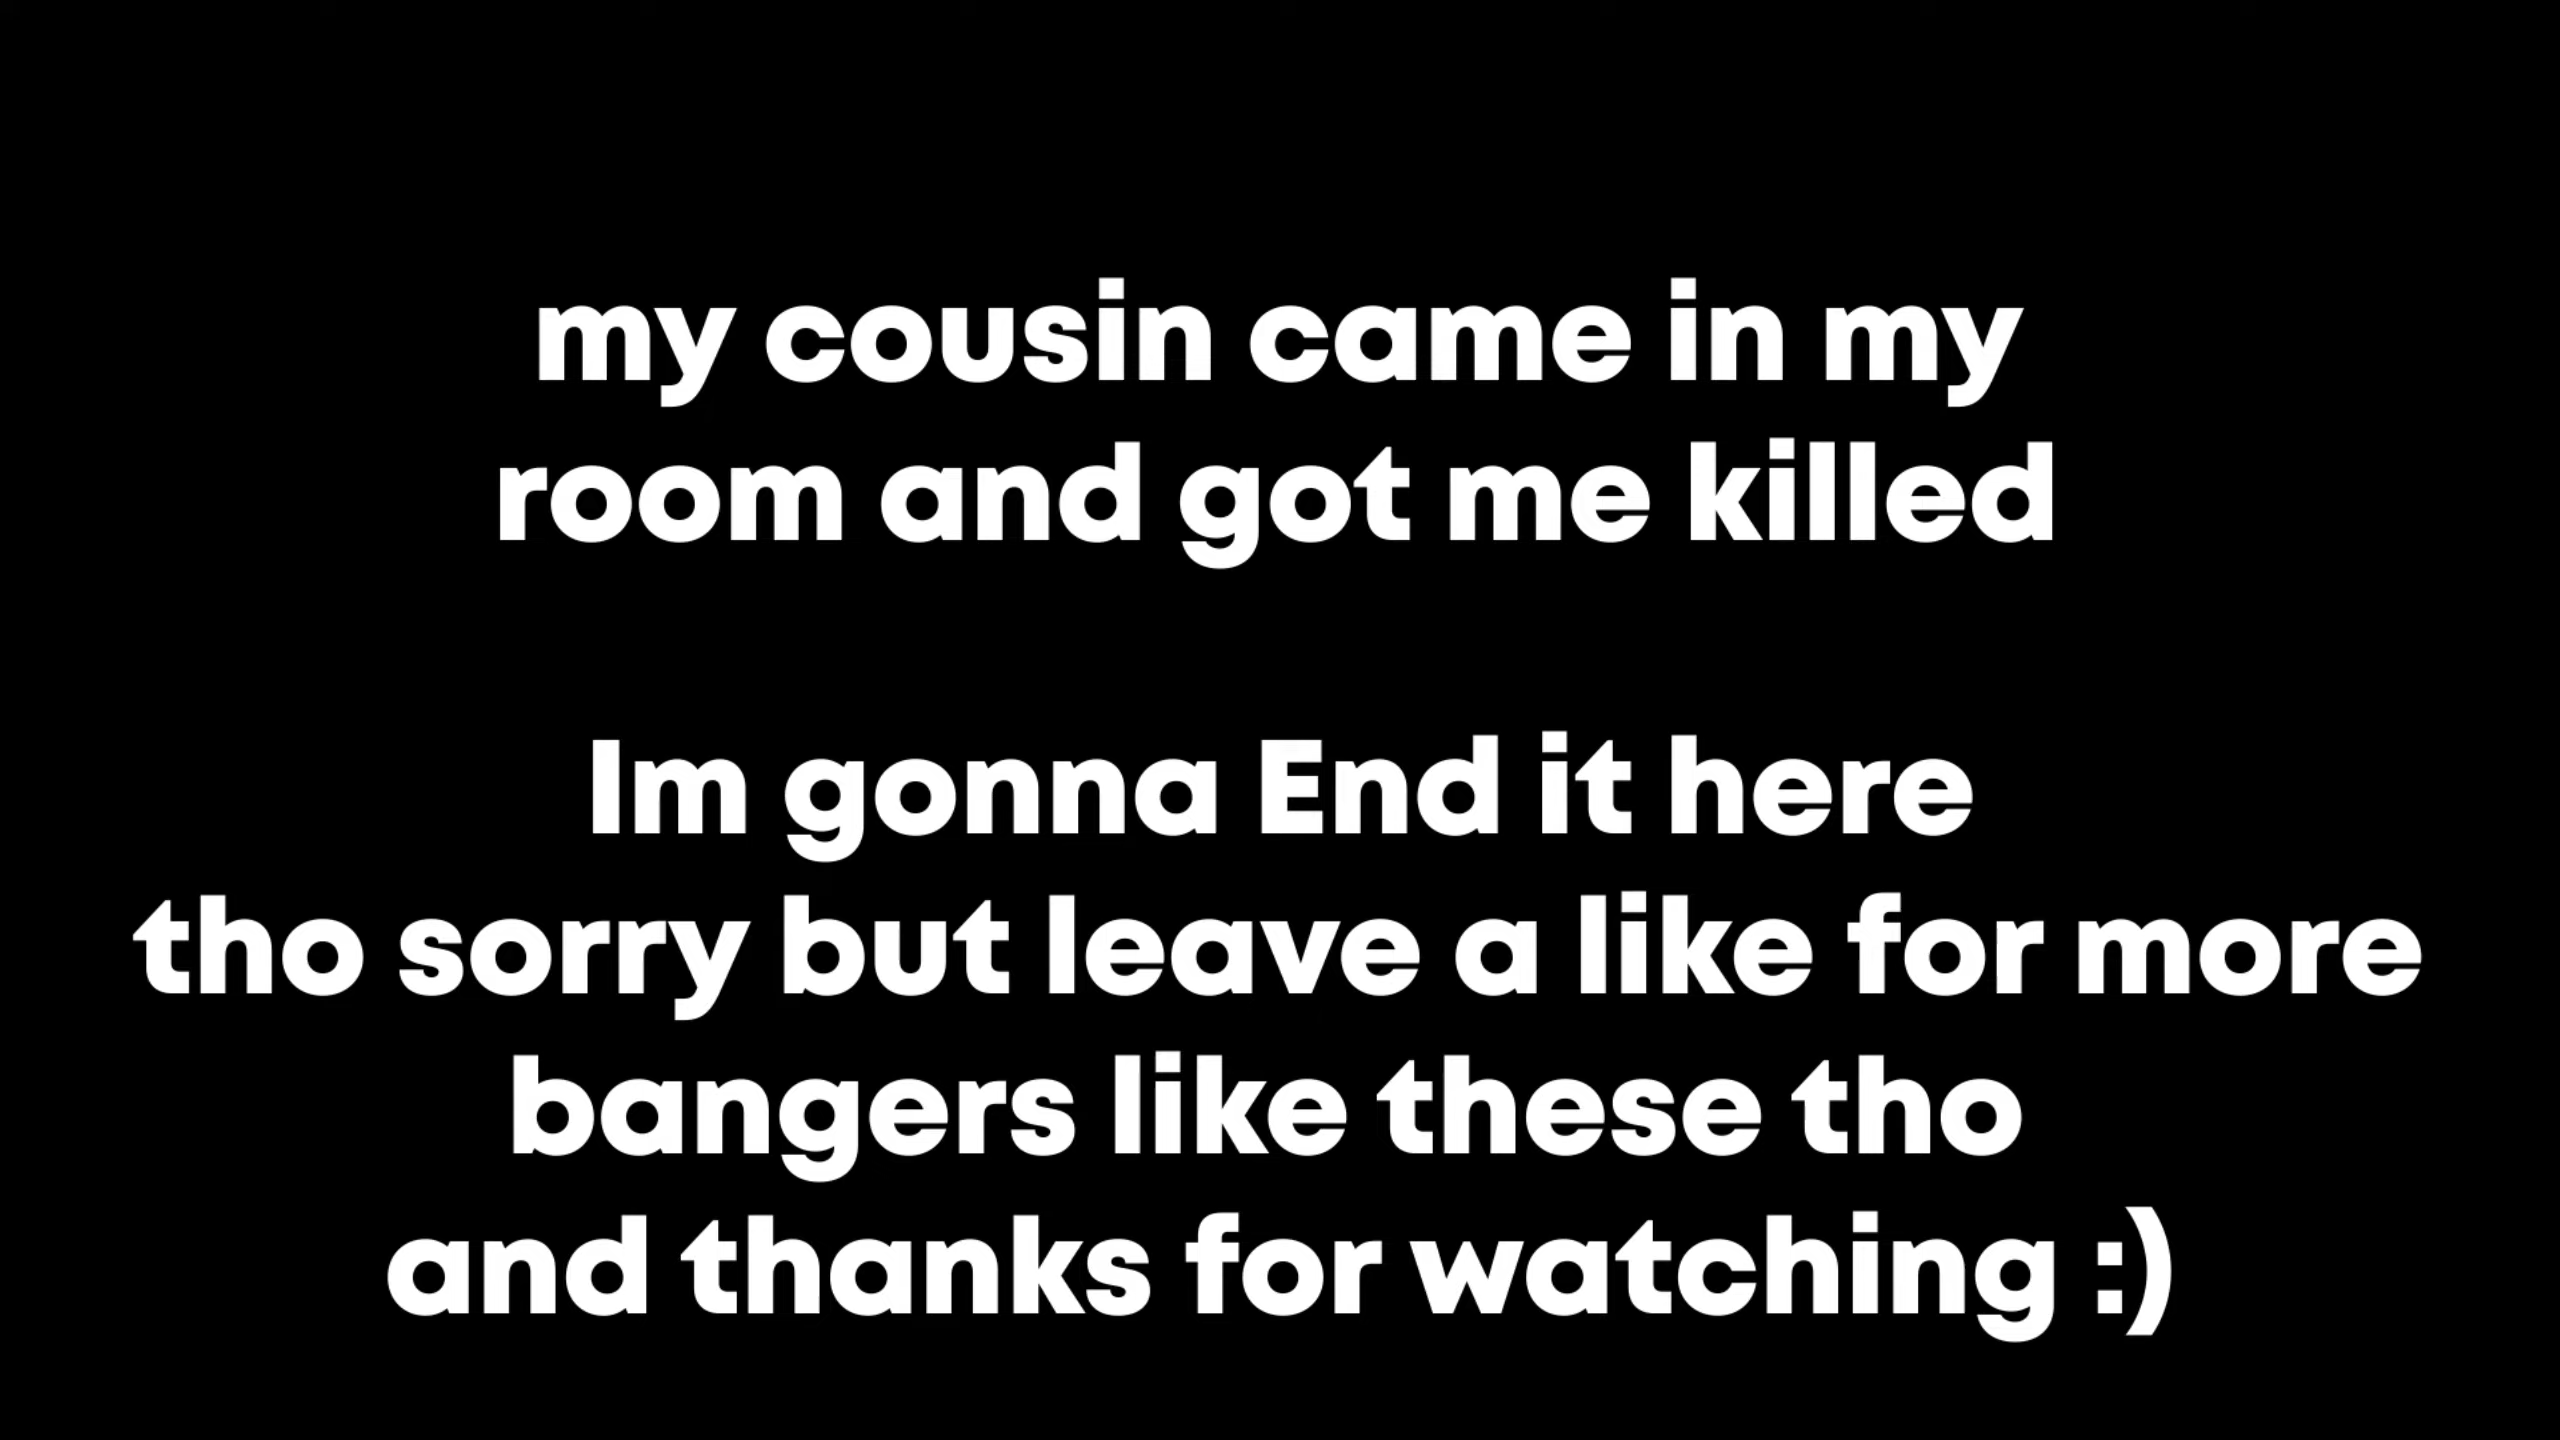 my cousin came in my
room and got me killed
Im gonna End it here
tho sorry but leave a like for more
bangers like these tho
and thanks for watching :)